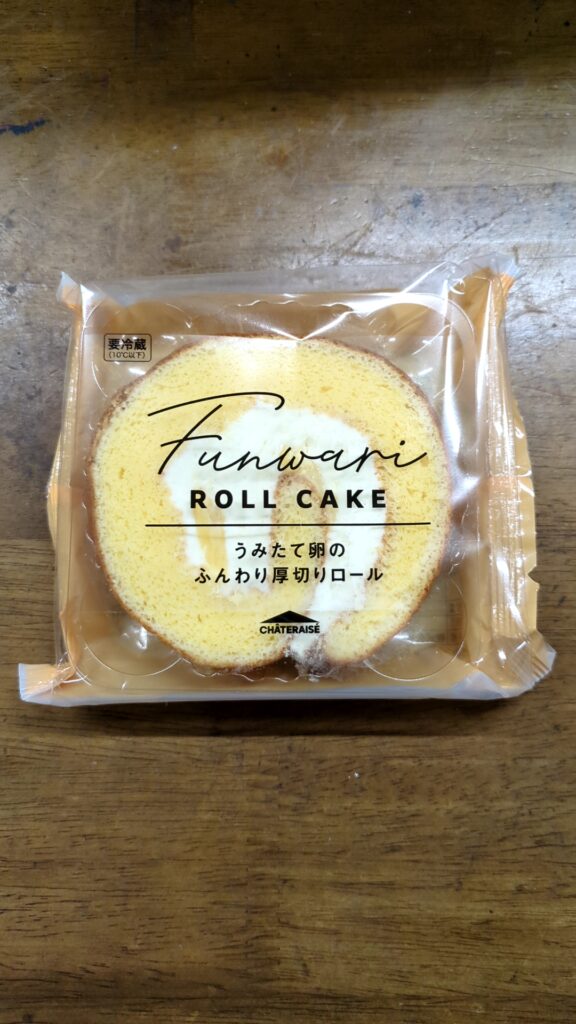 要冷蔵
(10℃以下)
Funwari
ROLL CAKE
うみたて卵の
ふんわり厚切りロール
CHÂTERAISÉ